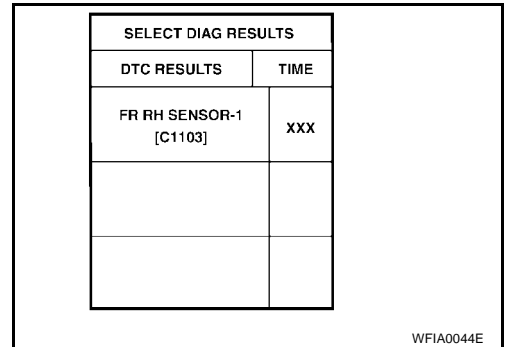 SELECT DIAG RESULTS
DTC RESULTS TIME
FR RH SENSOR-1 XXX
[C1103]
WFIA0044E